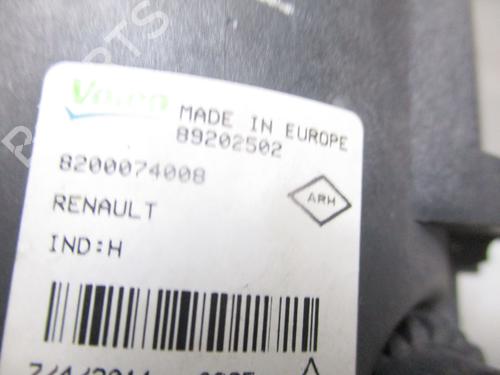 Valeo
MADE IN EUROPE
89202502
8200074008
ARH
RENAULT
IND:H